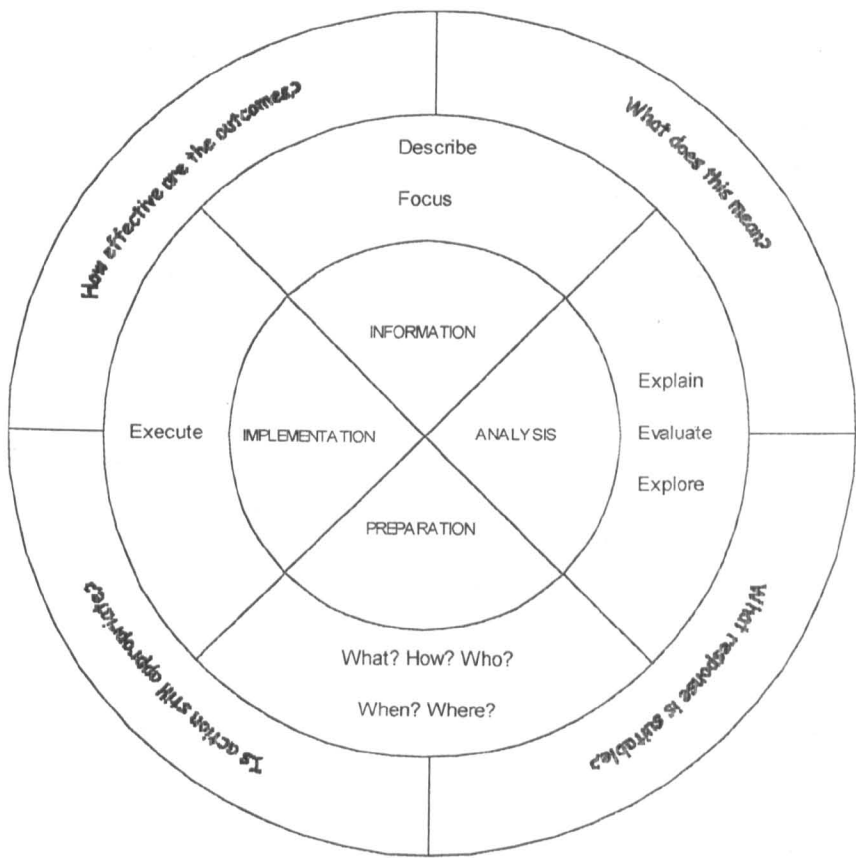 How effective are the outcomes?
What does this mean?
Describe
Focus
INFORMATION
Explain
Evaluate
Explore
Execute
IMPLEMENTATION
ANALYSIS
PREPARATION
What? How? Who?
When? Where?
Is action still appropriate?
What response is suitable?